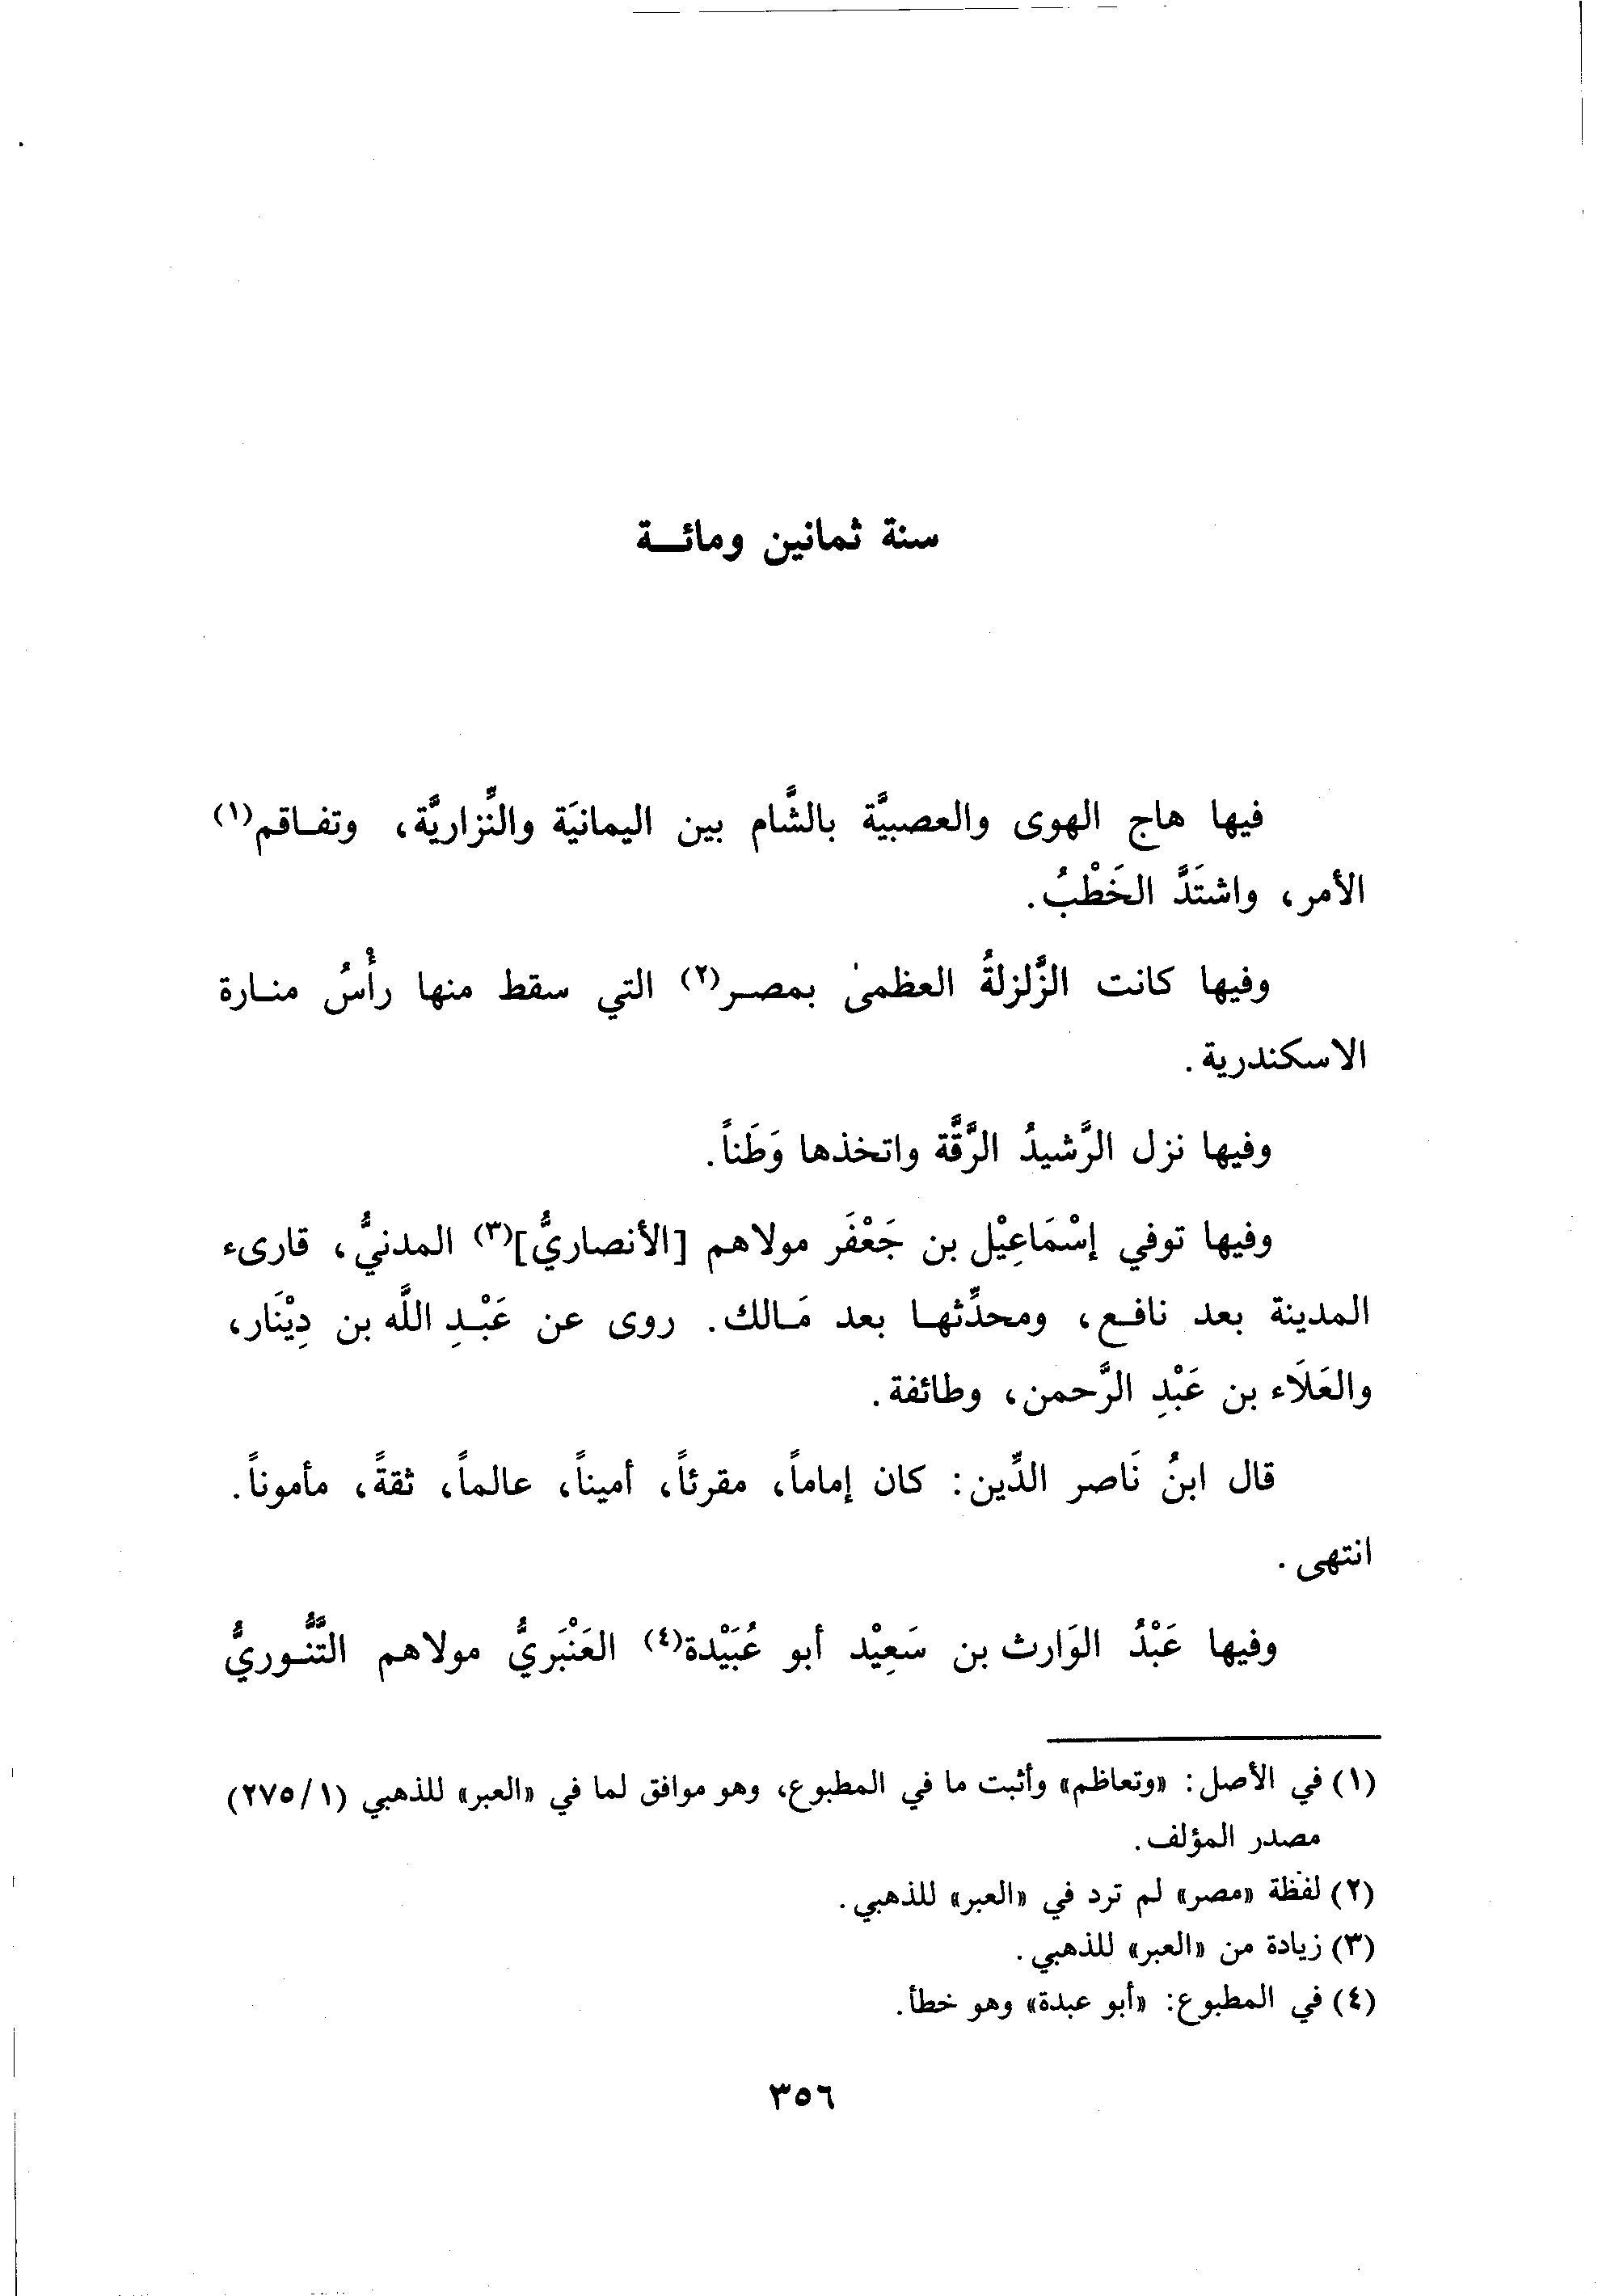 سنة ثمانين ومائة
فيها هاج الهوى والعصبيَّة بالشَّام بين اليمانيَة والنِّزاريَّة، وتفاقم(١)
الأمر، واشتَدَّ الخَطْبُ.
وفيها كانت الزَّلزلةُ العظمىٰ بمصر(٢) التي سقط منها رأْسُ منارة
الاسكندرية.
وفيها نزل الرَّشيدُ الرَّقَّة واتخذها وَطَناً.
وفيها توفي إسْمَاعِيْل بن جَعْفَر مولاهم [الأنصاريُّ](٣) المدنيُّ، قارىء
المدينة بعد نافع، ومحدِّثها بعد مَالك. روى عن عَبْدِ اللَّه بن دِيْنَار،
والعَلَاء بن عَبْدِ الرَّحمن، وطائفة.
قال ابنُ نَاصر الدِّين: كان إماماً، مقرئاً، أميناً، عالماً، ثقةً، مأموناً.
انتهى.
وفيها عَبْدُ الوَارث بن سَعِيْد أبو عُبَيْدة(٤) العَنْبَريُّ مولاهم التَّنُّوريُّ
(١) في الأصل: «وتعاظم» وأثبت ما في المطبوع، وهو موافق لما في «العبر» للذهبي (١/ ٢٧٥)
مصدر المؤلف.
(٢) لفظة «مصر» لم ترد في «العبر» للذهبي.
(٣) زيادة من «العبر» للذهبي.
(٤) في المطبوع: «أبو عبدة» وهو خطأ.
٣٥٦